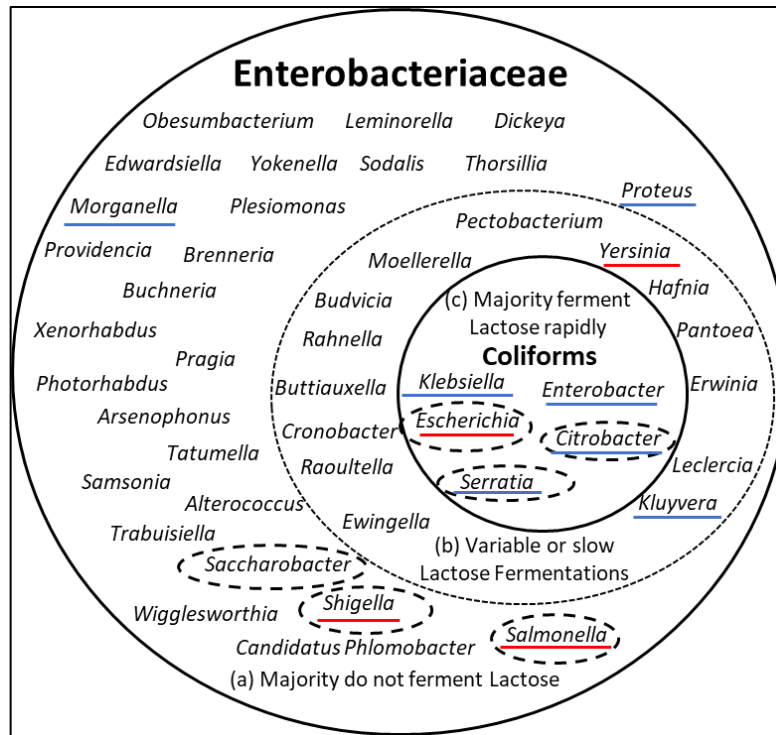 Enterobacteriaceae
Obesumbacterium Leminorella Dickeya
Edwardsiella Yokenella Sodalis Thorsillia
Morganella Plesiomonas Proteus
Pectobacterium
Providencia Brenneria Moellerella Yersinia
Buchneria Budvicia (c) Majority ferment Hafnia
Xenorhabdus Rahnella Lactose rapidly Pantoea
Pragia Coliforms
Photorhabdus Buttiauxella Klebsiella Enterobacter Erwinia
Arsenophonus Cronobacter Escherichia Citrobacter
Tatumella Raoultella Leclercia
Samsonia Serratia
Alterococcus Ewingella Kluyvera
Trabuisiella (b) Variable or slow
Saccharobacter Lactose Fermentations
Wigglesworthia Shigella
Candidatus Phlomobacter Salmonella
(a) Majority do not ferment Lactose